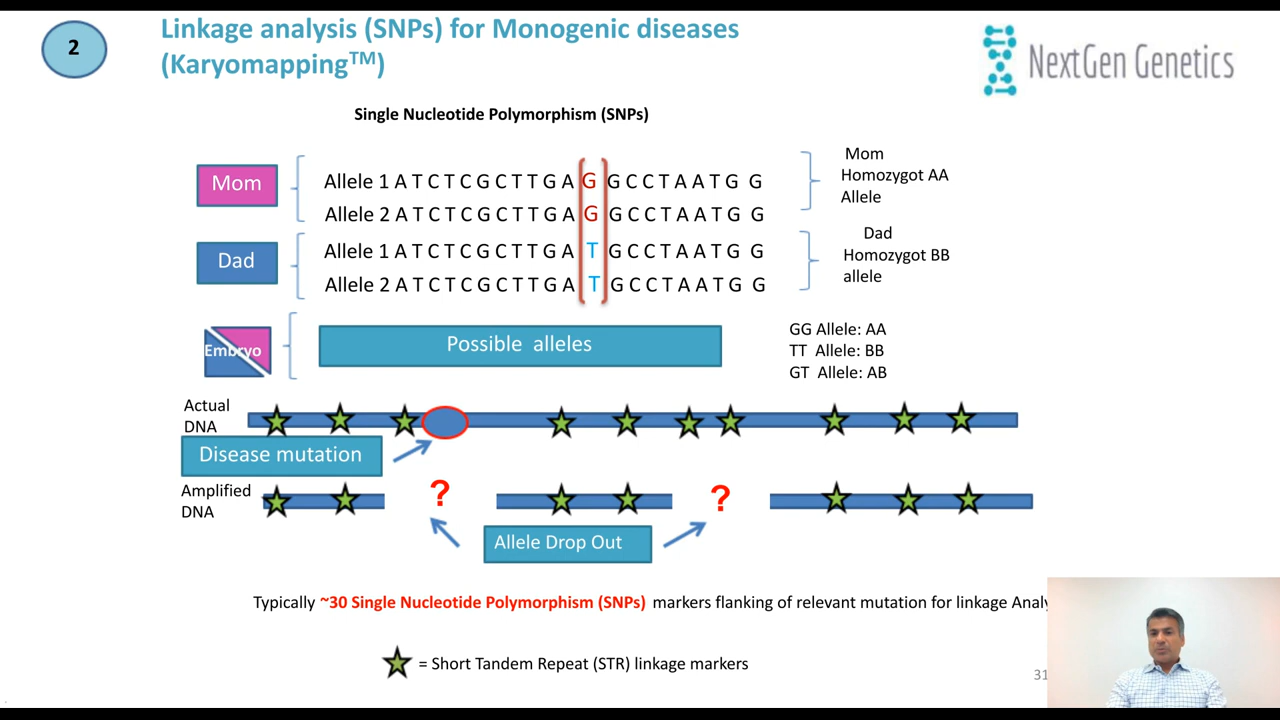 2
Linkage analysis (SNPs) for Monogenic diseases
(Karyomapping™)
NextGen Genetics
Single Nucleotide Polymorphism (SNPs)
Mom
Allele 1 A T C T C G C T T G A G G C C T A A T G G
Allele 2 A T C T C G C T T G A G G C C T A A T G G
Mom
Homozygot AA
Allele
Dad
Allele 1 A T C T C G C T T G A T G C C T A A T G G
Allele 2 A T C T C G C T T G A T G C C T A A T G G
Dad
Homozygot BB
allele
Embryo
Possible alleles
GG Allele: AA
TT Allele: BB
GT Allele: AB
Actual
DNA
Disease mutation
Amplified
DNA
?
?
Allele Drop Out
Typically ~30 Single Nucleotide Polymorphism (SNPs) markers flanking of relevant mutation for linkage Analy
= Short Tandem Repeat (STR) linkage markers
31